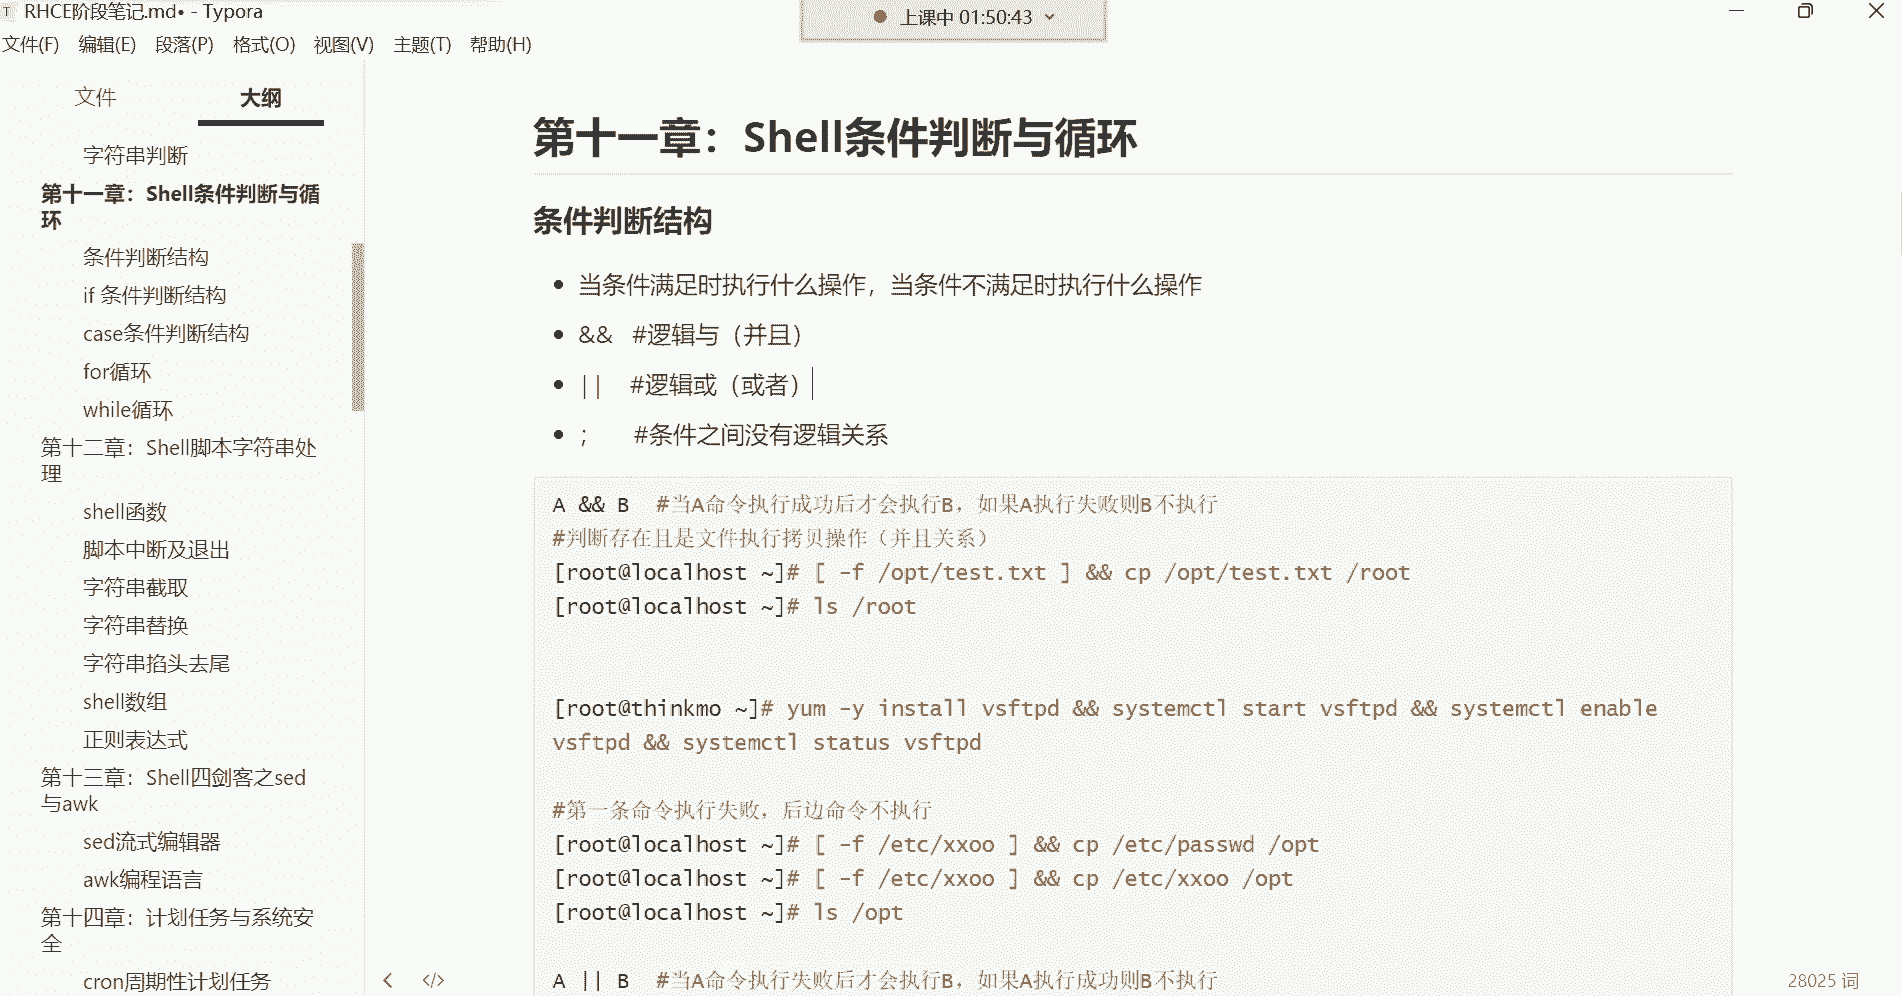 RHCE阶段笔记.md• - Typora
上课中 01:50:43
文件(F) 编辑(E) 段落(P) 格式(O) 视图(V) 主题(T) 帮助(H)
文件 大纲
字符串判断
第十一章：Shell条件判断与循
环
条件判断结构
if 条件判断结构
case条件判断结构
for循环
while循环
第十二章：Shell脚本字符串处
理
shell函数
脚本中断及退出
字符串截取
字符串替换
字符串掐头去尾
shell数组
正则表达式
第十三章：Shell四剑客之sed
与awk
sed流式编辑器
awk编程语言
第十四章：计划任务与系统安
全
cron周期性计划任务
第十一章：Shell条件判断与循环
条件判断结构
• 当条件满足时执行什么操作，当条件不满足时执行什么操作
• && #逻辑与（并且）
• || #逻辑或（或者）
• ; #条件之间没有逻辑关系
A && B #当A命令执行成功后才会执行B，如果A执行失败则B不执行
#判断存在且是文件执行拷贝操作（并且关系）
[root@localhost ~]# [ -f /opt/test.txt ] && cp /opt/test.txt /root
[root@localhost ~]# ls /root
[root@thinkmo ~]# yum -y install vsftpd && systemctl start vsftpd && systemctl enable
vsftpd && systemctl status vsftpd
#第一条命令执行失败，后边命令不执行
[root@localhost ~]# [ -f /etc/xxoo ] && cp /etc/passwd /opt
[root@localhost ~]# [ -f /etc/xxoo ] && cp /etc/xxoo /opt
[root@localhost ~]# ls /opt
A || B #当A命令执行失败后才会执行B，如果A执行成功则B不执行
28025 词